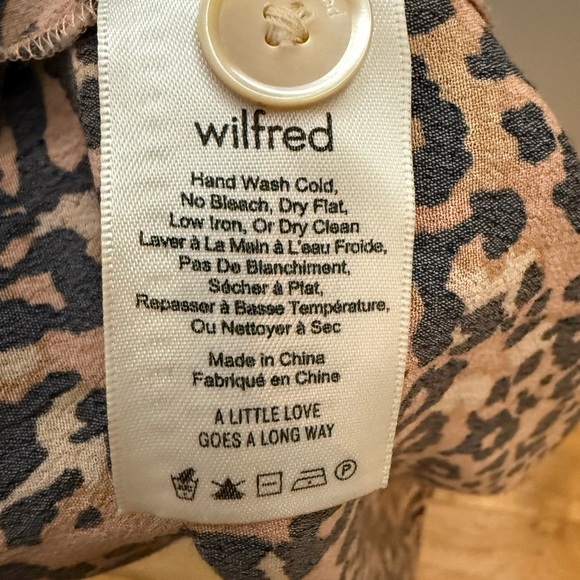 wilfred
Hand Wash Cold,
No Bleach, Dry Flat,
Low Iron, Or Dry Clean
Laver à La Main à L'eau Froide,
Pas De Blanchiment,
Sécher à Plat,
Repasser à Basse Température,
Ou Nettoyer à Sec
Made in China
Fabriqué en Chine
A LITTLE LOVE
GOES A LONG WAY
P